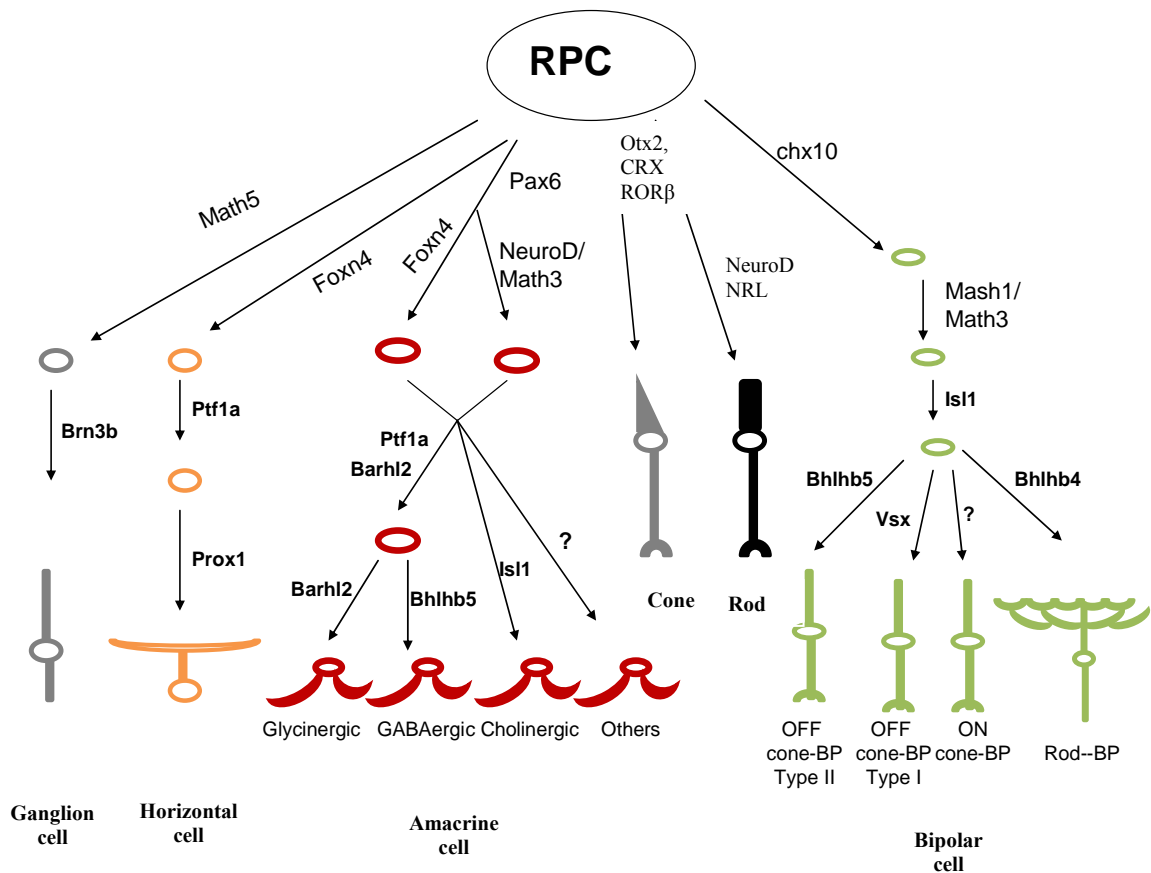 RPC
Otx2,
CRX
RORβ
chx10
Math5
Foxn4
Foxn4
Pax6
NeuroD/
Math3
NeuroD
NRL
Mash1/
Math3
Brn3b
Ptf1a
Isl1
Ptf1a
Barhl2
Bhlhb5
Vsx
?
Bhlhb4
Prox1
Barhl2
Bhlhb5
Isl1
?
Cone
Rod
Glycinergic
GABAergic
Cholinergic
Others
OFF
cone-BP
Type II
OFF
cone-BP
Type I
ON
cone-BP
Rod--BP
Ganglion
cell
Horizontal
cell
Amacrine
cell
Bipolar
cell